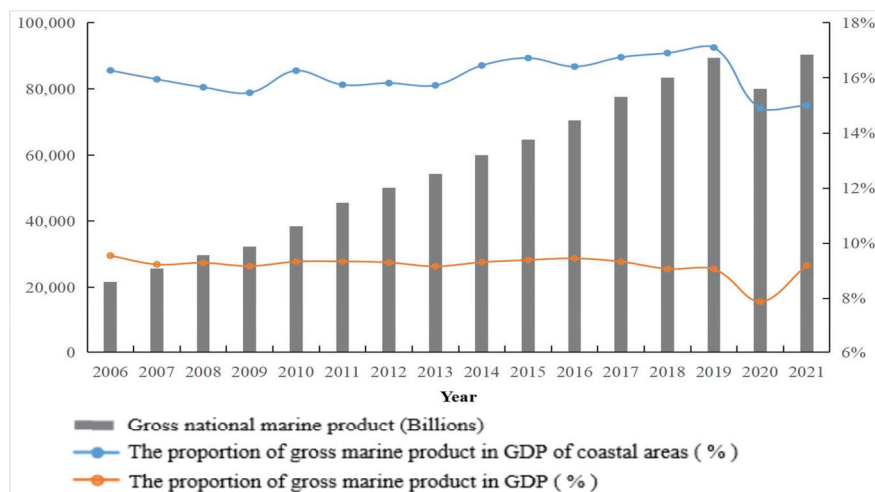 100,000
80,000
60,000
40,000
20,000
0
18%
16%
14%
12%
10%
8%
6%
2006 2007 2008 2009 2010 2011 2012 2013 2014 2015 2016 2017 2018 2019 2020 2021
Year
Gross national marine product (Billions)
The proportion of gross marine product in GDP of coastal areas ( % )
The proportion of gross marine product in GDP ( % )